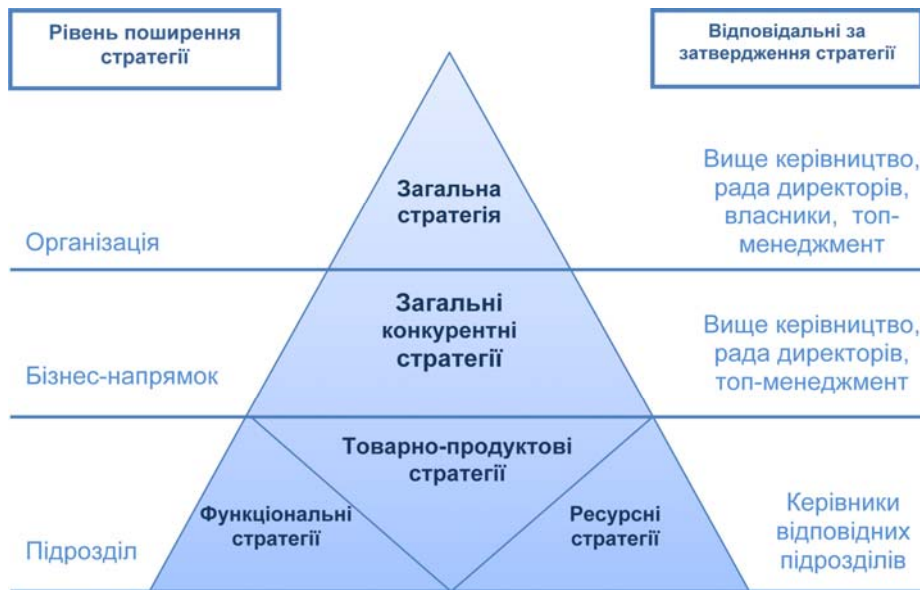 Рівень поширення
стратегії
Відповідальні за
затвердження стратегії
Загальна
стратегія
Організація
Вище керівництво,
рада директорів,
власники, топ-
менеджмент
Загальні
конкурентні
стратегії
Бізнес-напрямок
Вище керівництво,
рада директорів,
топ-менеджмент
Товарно-продуктові
стратегії
Функціональні
стратегії
Ресурсні
стратегії
Підрозділ
Керівники
відповідних
підрозділів